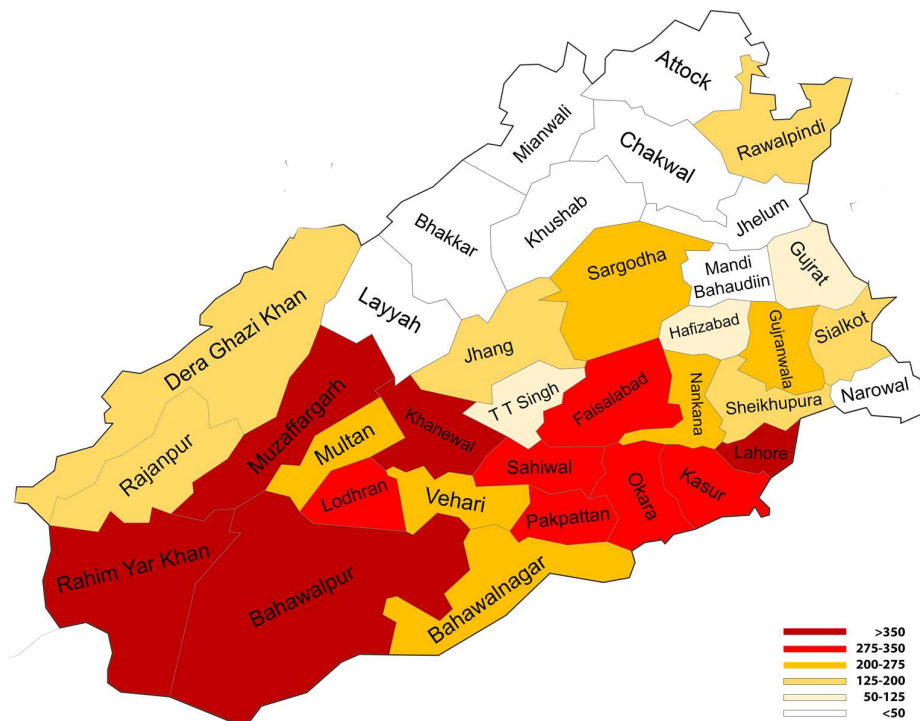 Attock
Mianwali
Rawalpindi
Chakwal
Jhelum
Khushab
Bhakkar
Gujrat
Mandi
Bahaudiin
Sargodha
Layyah
Dera Ghazi Khan
Hafizabad
Gujranwala
Sialkot
Jhang
Narowal
Nankana
Sheikhupura
T T Singh
Faisalabad
Muzaffargarh
Khanewal
Multan
Lahore
Rajanpur
Sahiwal
Kasur
Okara
Lodhran
Vehari
Pakpattan
Rahim Yar Khan
Bahawalpur
Bahawalnagar
>350
275-350
200-275
125-200
50-125
<50